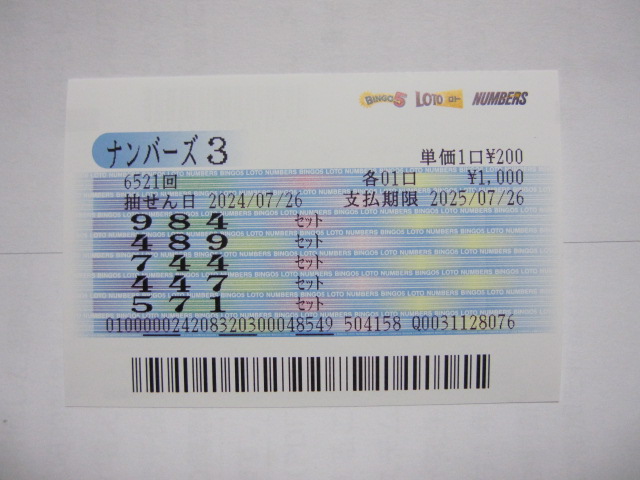 BINGO5 LOTO ロト NUMBERS
ナンバーズ3 単価1口¥200
6521回 各01口 ¥1,000
抽せん日 2024/07/26 支払期限 2025/07/26
984 セット
489 セット
744 セット
447 セット
571 セット
010000024208320300048549 504158 Q0031128076